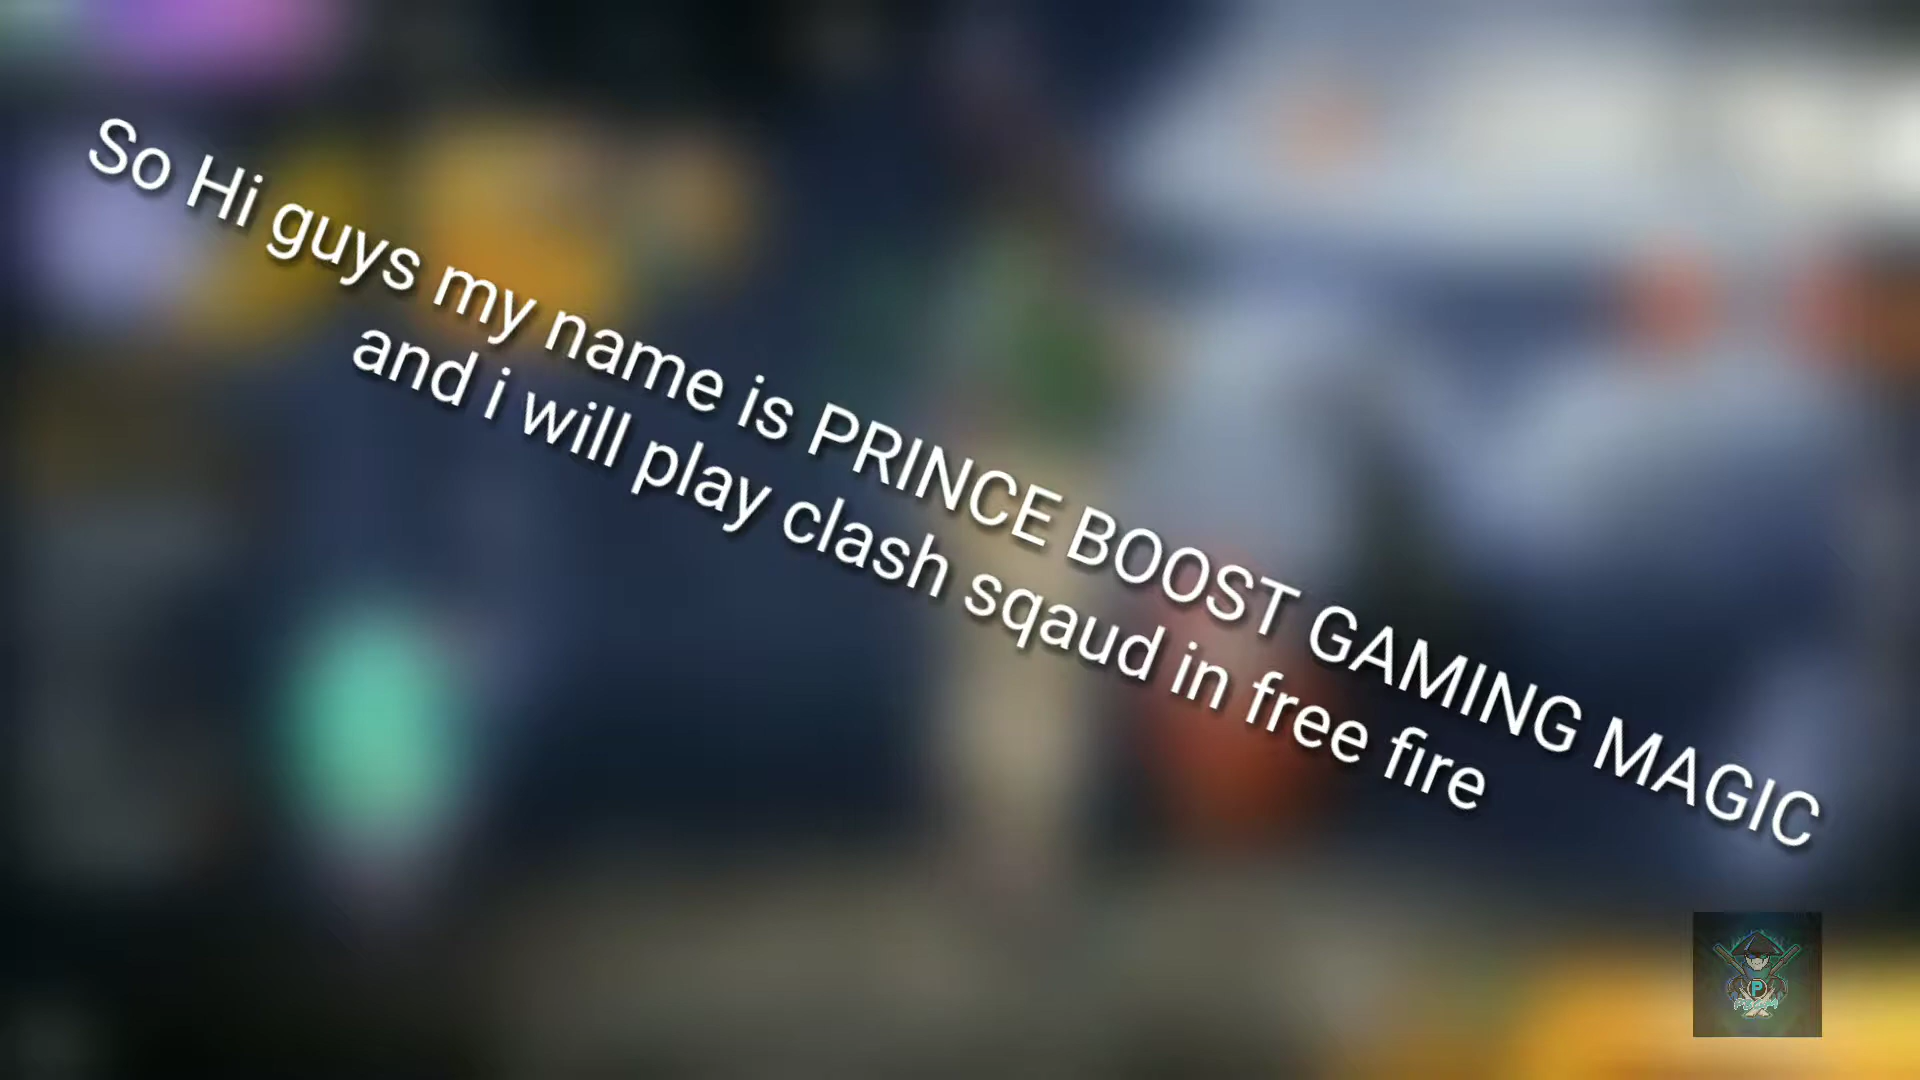 So Hi guys my name is PRINCE BOOST GAMING MAGIC
and i will play clash sqaud in free fire
P